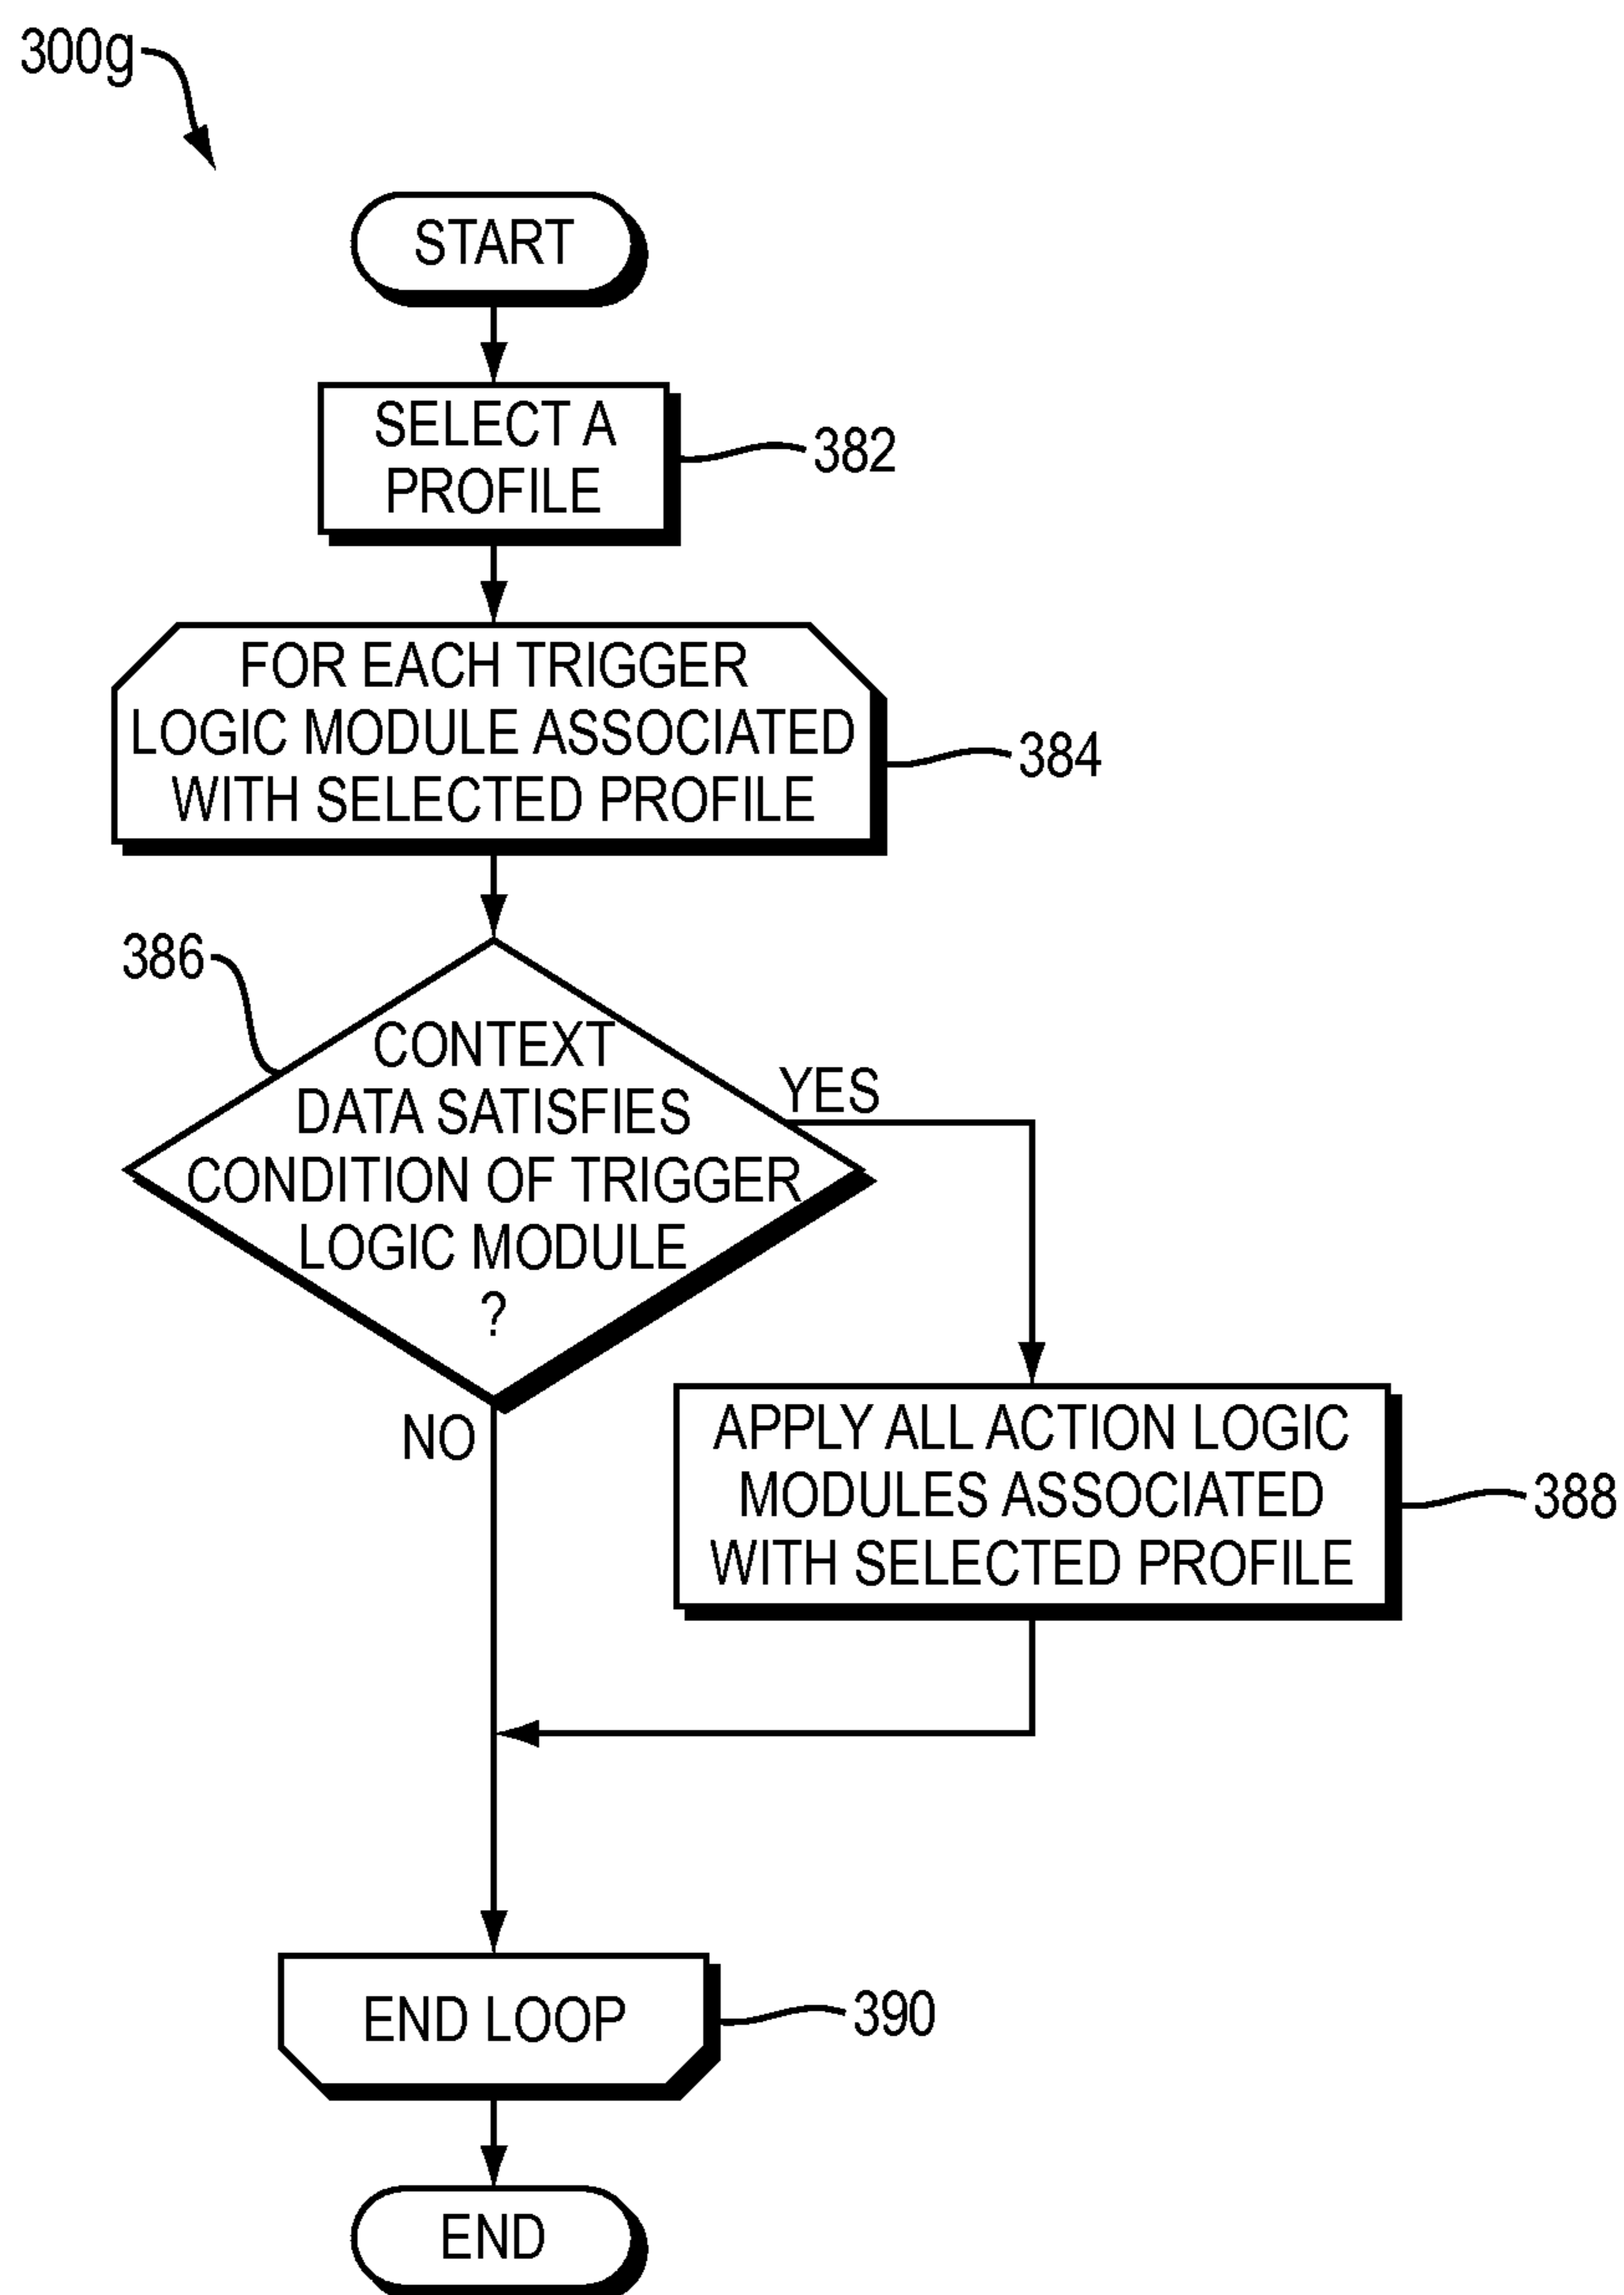 300g
START
SELECT A
PROFILE
382
FOR EACH TRIGGER
LOGIC MODULE ASSOCIATED
WITH SELECTED PROFILE
384
386
CONTEXT
DATA SATISFIES
CONDITION OF TRIGGER
LOGIC MODULE
?
YES
NO
APPLY ALL ACTION LOGIC
MODULES ASSOCIATED
WITH SELECTED PROFILE
388
END LOOP
390
END